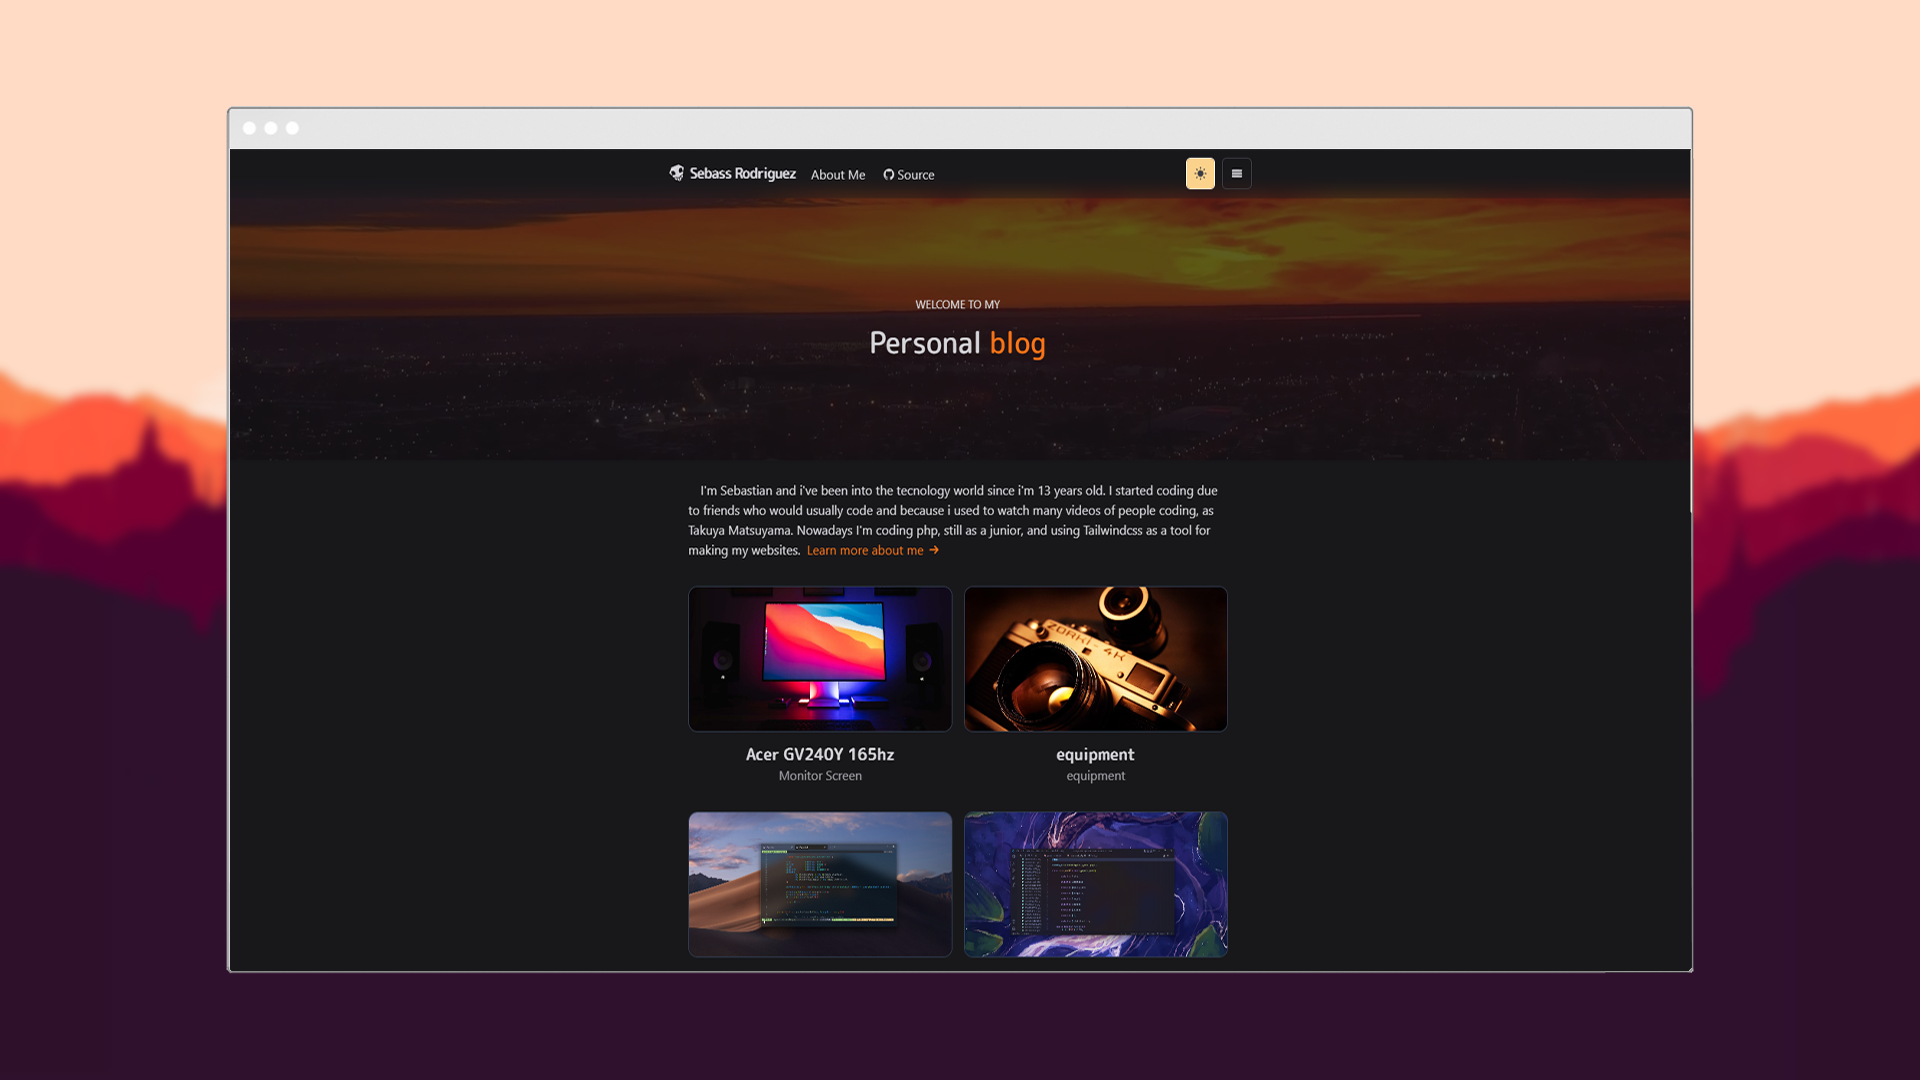 Sebass Rodriguez About Me Source
WELCOME TO MY
Personal blog
I'm Sebastian and i've been into the tecnology world since i'm 13 years old. I started coding due
to friends who would usually code and because i used to watch many videos of people coding, as
Takuya Matsuyama. Nowadays I'm coding php, still as a junior, and using Tailwindcss as a tool for
making my websites. Learn more about me →
ZORKI-4K
Acer GV240Y 165hz
Monitor Screen
equipment
equipment